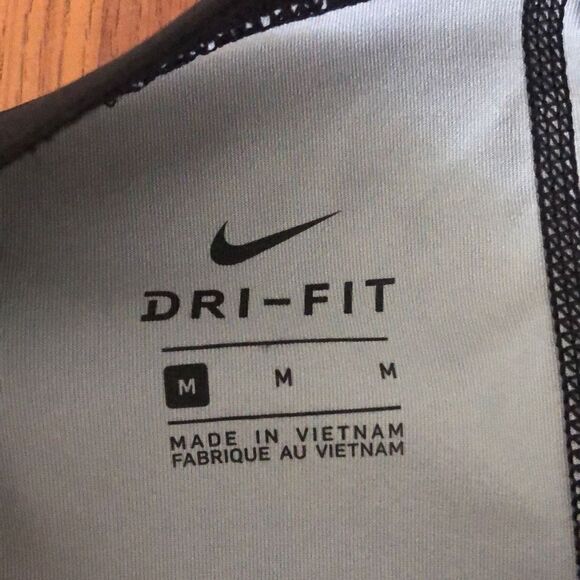 DRI-FIT
M M M
MADE IN VIETNAM
FABRIQUE AU VIETNAM